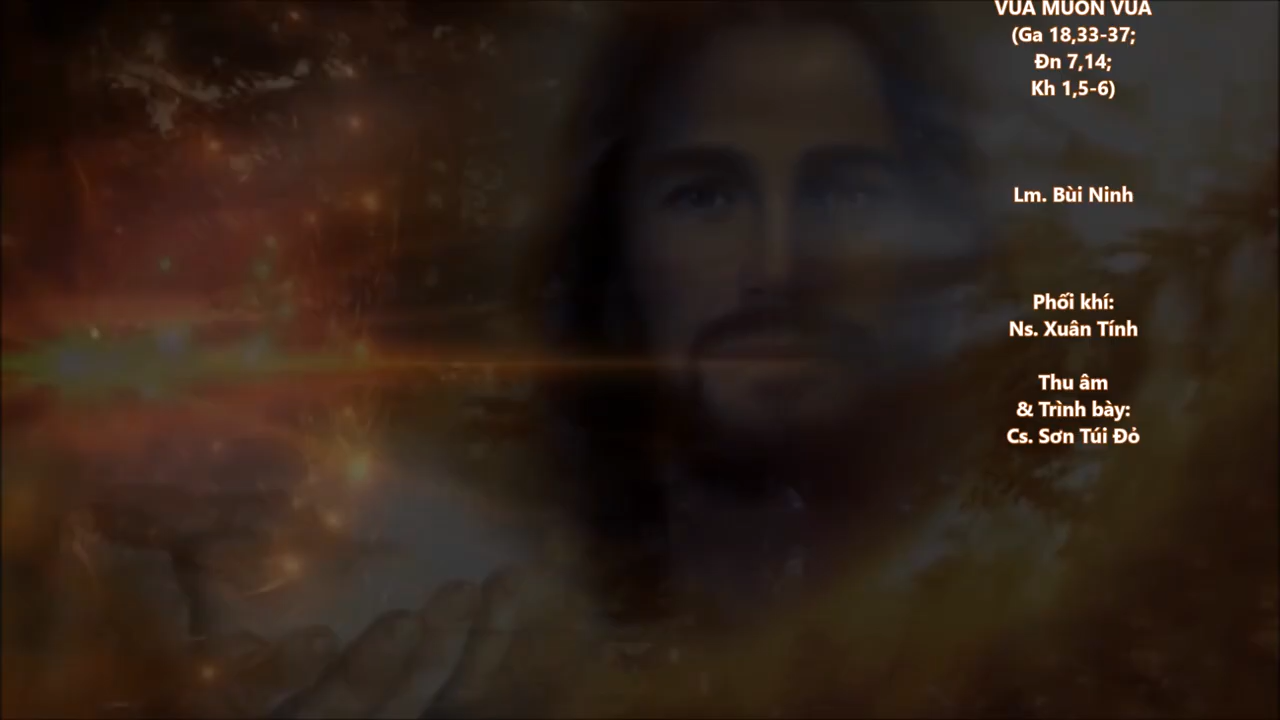 VUA MUÔN VUA
(Ga 18,33-37;
Đn 7,14;
Kh 1,5-6)
Lm. Bùi Ninh
Phối khí:
Ns. Xuân Tính
Thu âm
& Trình bày:
Cs. Sơn Túi Đỏ